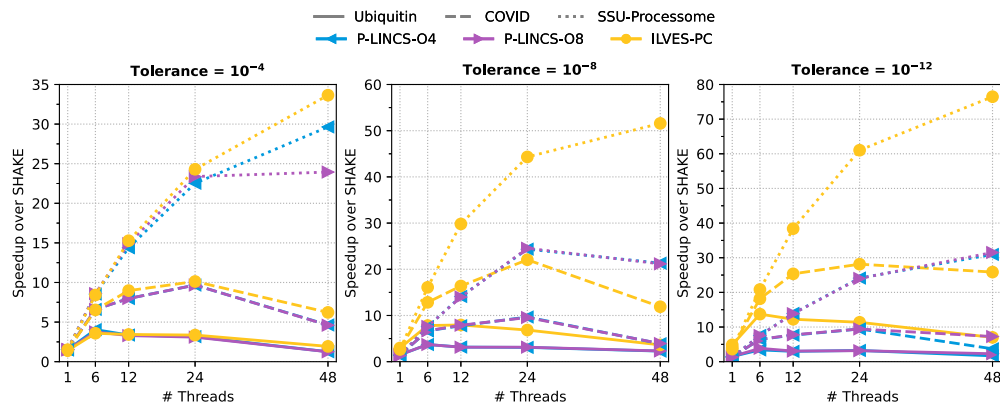 Ubiquitin COVID SSU-Processome
P-LINCS-O4 P-LINCS-O8 ILVES-PC
Tolerance = 10⁻⁴
Speedup over SHAKE
35
30
25
20
15
10
5
0
1 6 12 24 48
# Threads
Tolerance = 10⁻⁸
Speedup over SHAKE
60
50
40
30
20
10
0
1 6 12 24 48
# Threads
Tolerance = 10⁻¹²
Speedup over SHAKE
80
70
60
50
40
30
20
10
0
1 6 12 24 48
# Threads